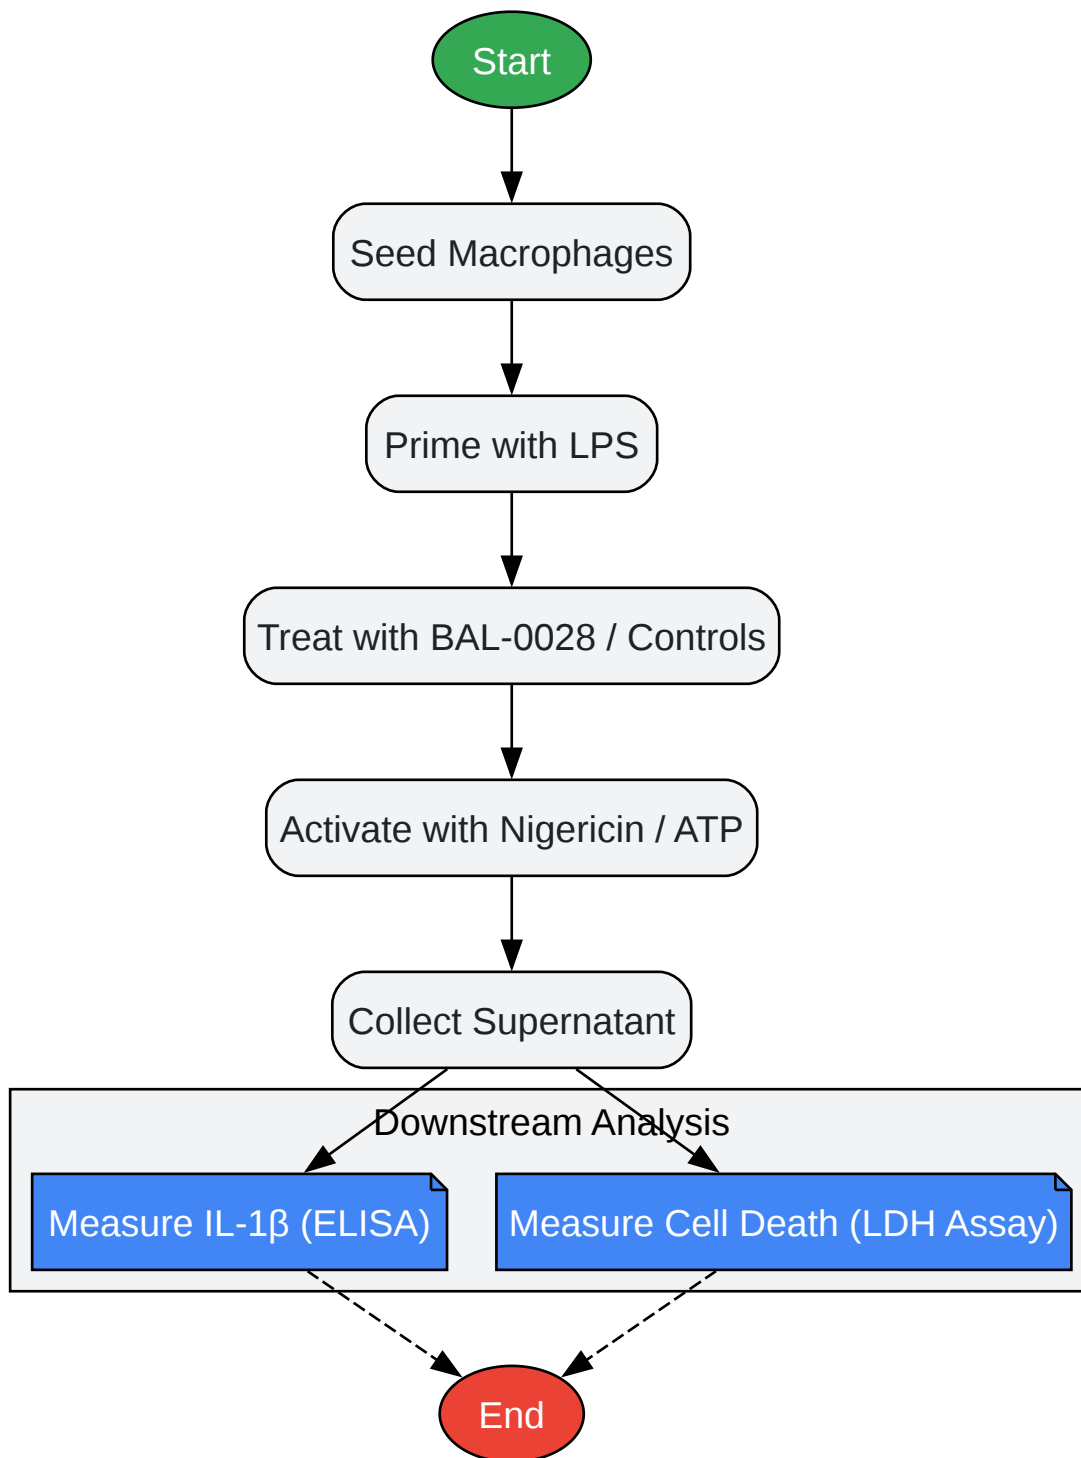 Start
Seed Macrophages
Prime with LPS
Treat with BAL-0028 / Controls
Activate with Nigericin / ATP
Collect Supernatant
Downstream Analysis
Measure IL-1β (ELISA)
Measure Cell Death (LDH Assay)
End